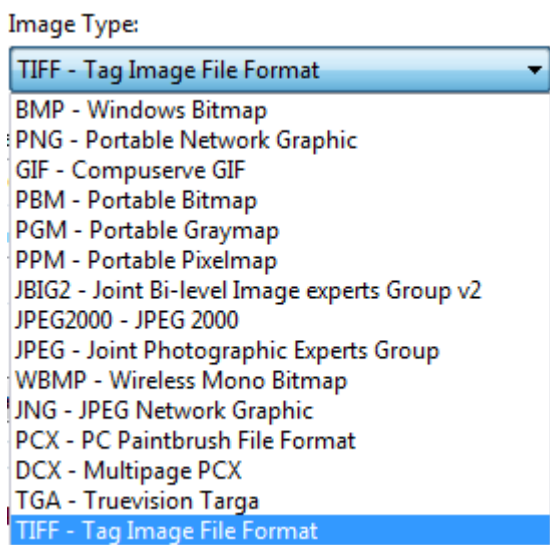 Image Type:
TIFF - Tag Image File Format
BMP - Windows Bitmap
PNG - Portable Network Graphic
GIF - Compuserve GIF
PBM - Portable Bitmap
PGM - Portable Graymap
PPM - Portable Pixelmap
JBIG2 - Joint Bi-level Image experts Group v2
JPEG2000 - JPEG 2000
JPEG - Joint Photographic Experts Group
WBMP - Wireless Mono Bitmap
JNG - JPEG Network Graphic
PCX - PC Paintbrush File Format
DCX - Multipage PCX
TGA - Truevision Targa
TIFF - Tag Image File Format